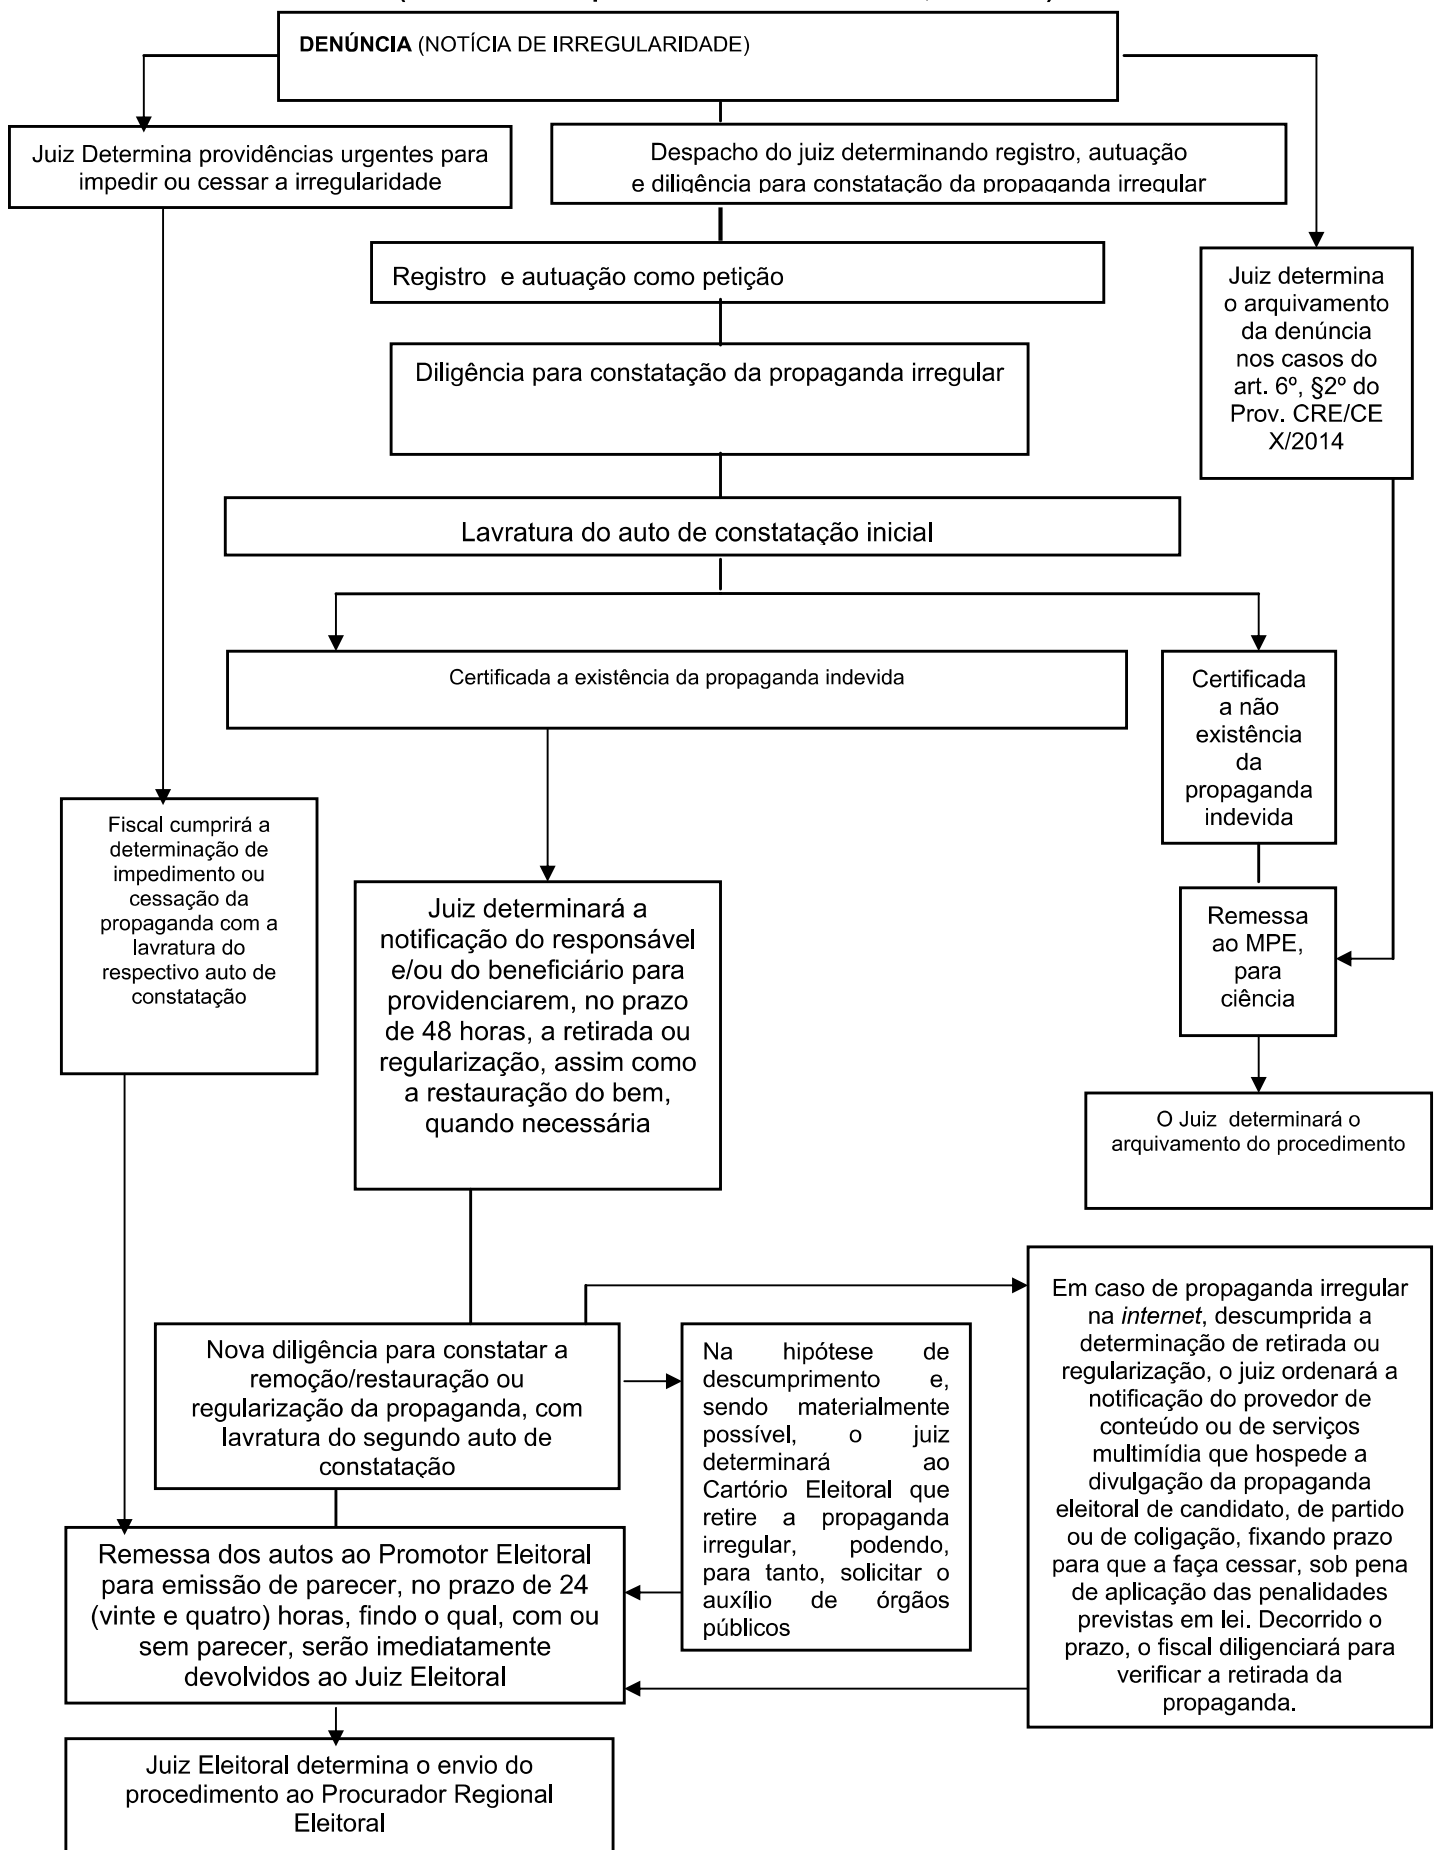 DENÚNCIA (NOTÍCIA DE IRREGULARIDADE)
Juiz Determina providências urgentes para
impedir ou cessar a irregularidade
Despacho do juiz determinando registro, autuação
e diligência para constatação da propaganda irregular
Registro e autuação como petição
Juiz determina
o arquivamento
da denúncia
nos casos do
art. 6º, §2º do
Prov. CRE/CE
X/2014
Diligência para constatação da propaganda irregular
Lavratura do auto de constatação inicial
Certificada a existência da propaganda indevida
Certificada
a não
existência
da
propaganda
indevida
Fiscal cumprirá a
determinação de
impedimento ou
cessação da
propaganda com a
lavratura do
respectivo auto de
constatação
Juiz determinará a
notificação do responsável
e/ou do beneficiário para
providenciarem, no prazo
de 48 horas, a retirada ou
regularização, assim como
a restauração do bem,
quando necessária
Remessa
ao MPE,
para
ciência
O Juiz determinará o
arquivamento do procedimento
Nova diligência para constatar a
remoção/restauração ou
regularização da propaganda, com
lavratura do segundo auto de
constatação
Na hipótese de
descumprimento e,
sendo materialmente
possível, o juiz
determinará ao
Cartório Eleitoral que
retire a propaganda
irregular, podendo,
para tanto, solicitar o
auxílio de órgãos
públicos
Em caso de propaganda irregular
na internet, descumprida a
determinação de retirada ou
regularização, o juiz ordenará a
notificação do provedor de
conteúdo ou de serviços
multimídia que hospede a
divulgação da propaganda
eleitoral de candidato, de partido
ou de coligação, fixando prazo
para que a faça cessar, sob pena
de aplicação das penalidades
previstas em lei. Decorrido o
prazo, o fiscal diligenciará para
verificar a retirada da
propaganda.
Remessa dos autos ao Promotor Eleitoral
para emissão de parecer, no prazo de 24
(vinte e quatro) horas, findo o qual, com ou
sem parecer, serão imediatamente
devolvidos ao Juiz Eleitoral
Juiz Eleitoral determina o envio do
procedimento ao Procurador Regional
Eleitoral